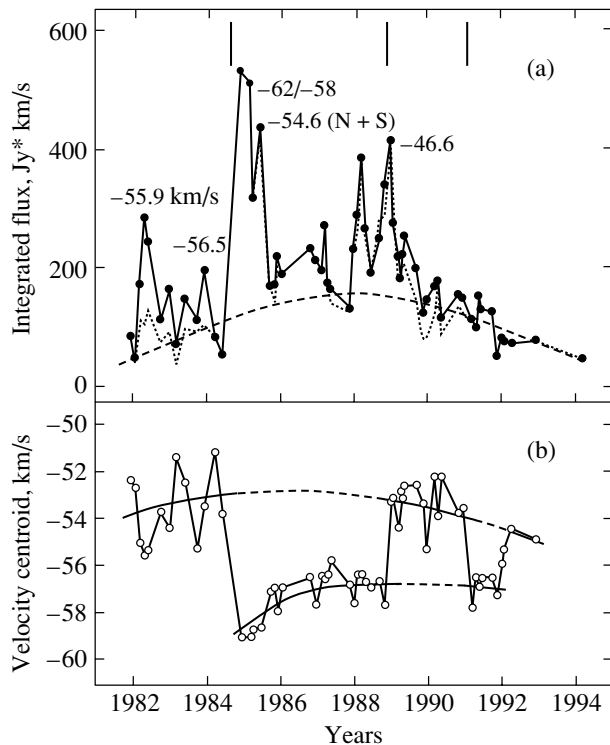 600
(a)
−62/−58
−54.6 (N + S)
400
−46.6
−55.9 km/s
−56.5
200
0
Integrated flux, Jy* km/s
−50
(b)
−52
−54
−56
−58
−60
Velocity centroid, km/s
1982 1984 1986 1988 1990 1992 1994
Years